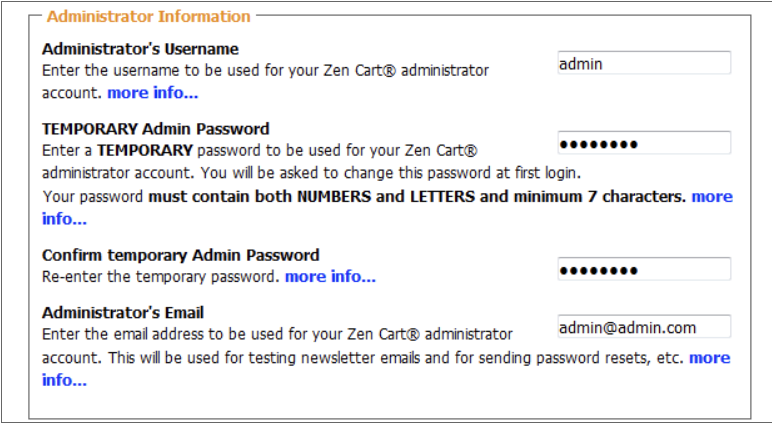 Administrator Information
Administrator's Username
Enter the username to be used for your Zen Cart® administrator
account. more info...
admin
TEMPORARY Admin Password
Enter a TEMPORARY password to be used for your Zen Cart®
administrator account. You will be asked to change this password at first login.
Your password must contain both NUMBERS and LETTERS and minimum 7 characters. more
info...
●●●●●●●●
Confirm temporary Admin Password
Re-enter the temporary password. more info...
●●●●●●●●
Administrator's Email
Enter the email address to be used for your Zen Cart® administrator
account. This will be used for testing newsletter emails and for sending password resets, etc. more
info...
admin@admin.com